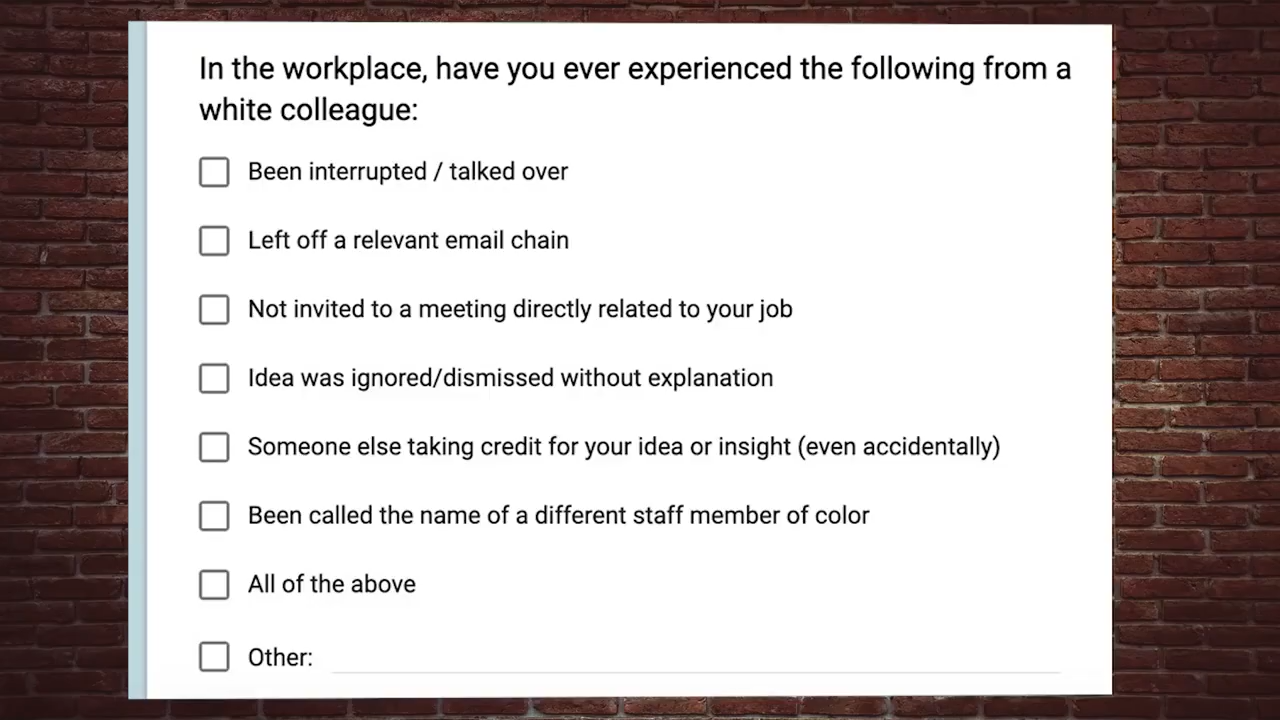 In the workplace, have you ever experienced the following from a
white colleague:
Been interrupted / talked over
Left off a relevant email chain
Not invited to a meeting directly related to your job
Idea was ignored/dismissed without explanation
Someone else taking credit for your idea or insight (even accidentally)
Been called the name of a different staff member of color
All of the above
Other: